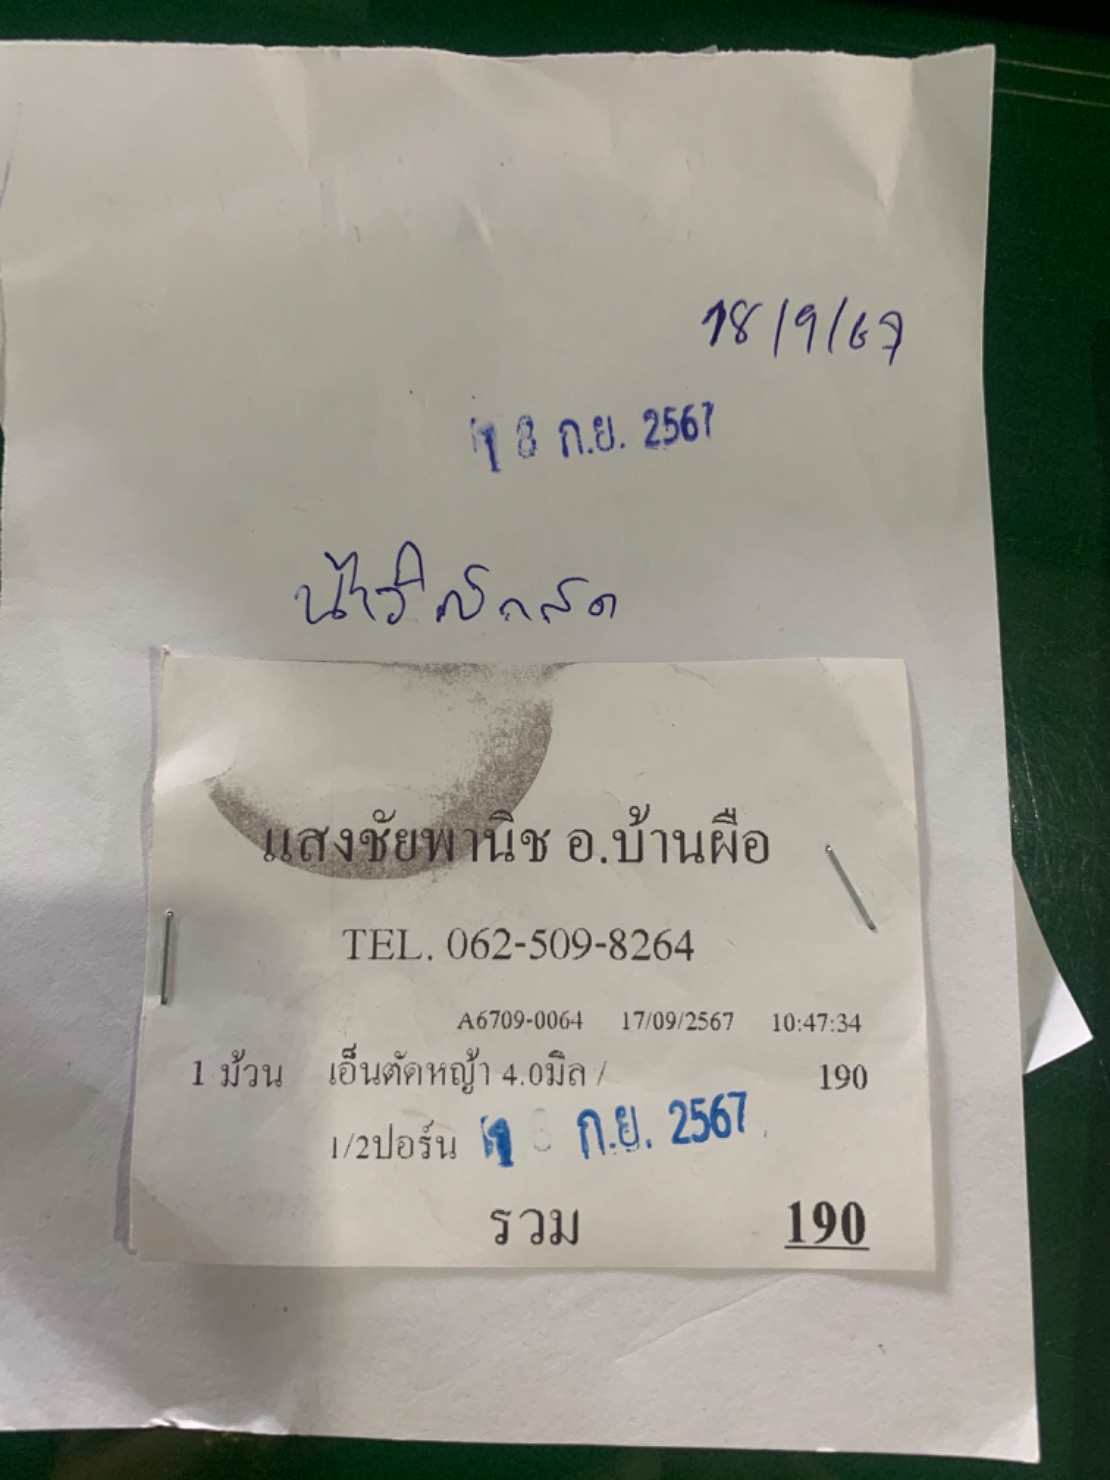 18/9/67
18 ก.ย. 2567
แสงชัยพานิช อ.บ้านผือ
TEL. 062-509-8264
A6709-0064 17/09/2567 10:47:34
1 ม้วน เอ็นตัดหญ้า 4.0มิล / 190
1/2ปอร์น 18 ก.ย. 2567
รวม 190